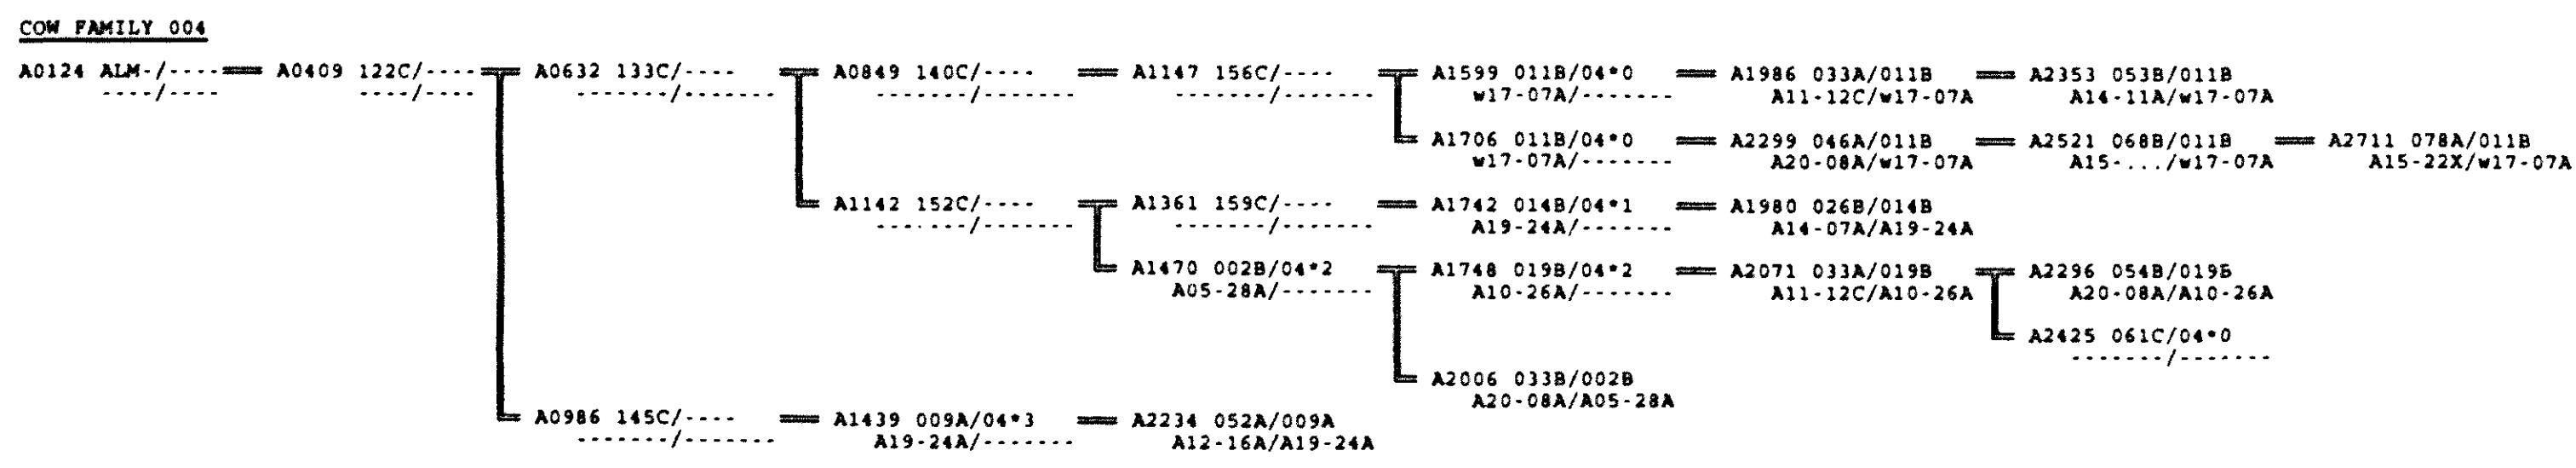 COW FAMILY 004
A0124 ALM-/---- A0409 122C/---- A0632 133C/---- A0849 140C/---- A1147 156C/---- A1599 011B/04*0 A1986 033A/011B A2353 053B/011B
----/---- ----/---- -------/------- -------/------- -------/------- w17-07A/------- A11-12C/w17-07A A14-11A/w17-07A
A1706 011B/04*0 A2299 046A/011B A2521 068B/011B A2711 078A/011B
w17-07A/------- A20-08A/w17-07A A15-.../w17-07A A15-22X/w17-07A
A1142 152C/---- A1361 159C/---- A1742 014B/04*1 A1980 026B/014B
-------/------- -------/------- A19-24A/------- A14-07A/A19-24A
A1470 002B/04*2 A1748 019B/04*2 A2071 033A/019B A2296 054B/019B
A05-28A/------- A10-26A/------- A11-12C/A10-26A A20-08A/A10-26A
A2425 061C/04*0
-------/-------
A2006 033B/002B
A20-08A/A05-28A
A0986 145C/---- A1439 009A/04*3 A2234 052A/009A
-------/------- A19-24A/------- A12-16A/A19-24A